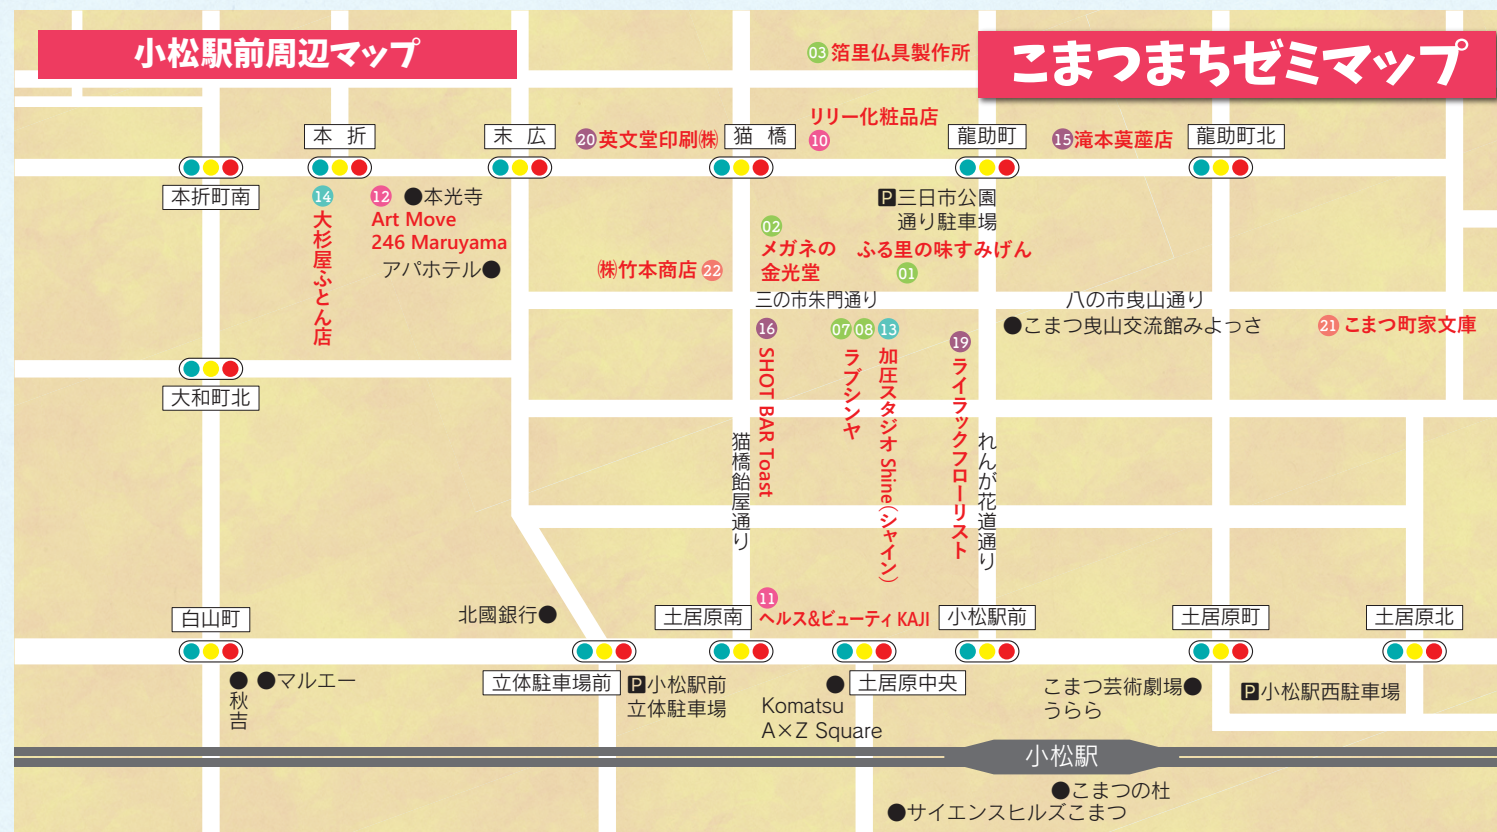 小松駅前周辺マップ
こまつまちゼミマップ
03 箔里仏具製作所
リリー化粧品店
10
本 折
末 広
20 英文堂印刷㈱
猫 橋
龍助町
15 滝本茣蓙店
龍助町北
本折町南
14
大杉屋ふとん店
12
●本光寺
Art Move
246 Maruyama
アパホテル●
P三日市公園
通り駐車場
02
メガネの
金光堂
ふる里の味すみげん
01
㈱竹本商店 22
三の市朱門通り
八の市曳山通り
●こまつ曳山交流館みよっさ
21 こまつ町家文庫
16
SHOT BAR Toast
07 08
ラブシンヤ
13
加圧スタジオ Shine(シャイン)
19
ライラックフローリスト
大和町北
猫橋飴屋通り
れんが花道通り
11
ヘルス&ビューティ KAJI
白山町
北國銀行●
土居原南
小松駅前
土居原町
土居原北
●秋吉
●マルエー
立体駐車場前
P小松駅前
立体駐車場
●
土居原中央
Komatsu
A×Z Square
こまつ芸術劇場●
うらら
P小松駅西駐車場
小松駅
●こまつの杜
●サイエンスヒルズこまつ